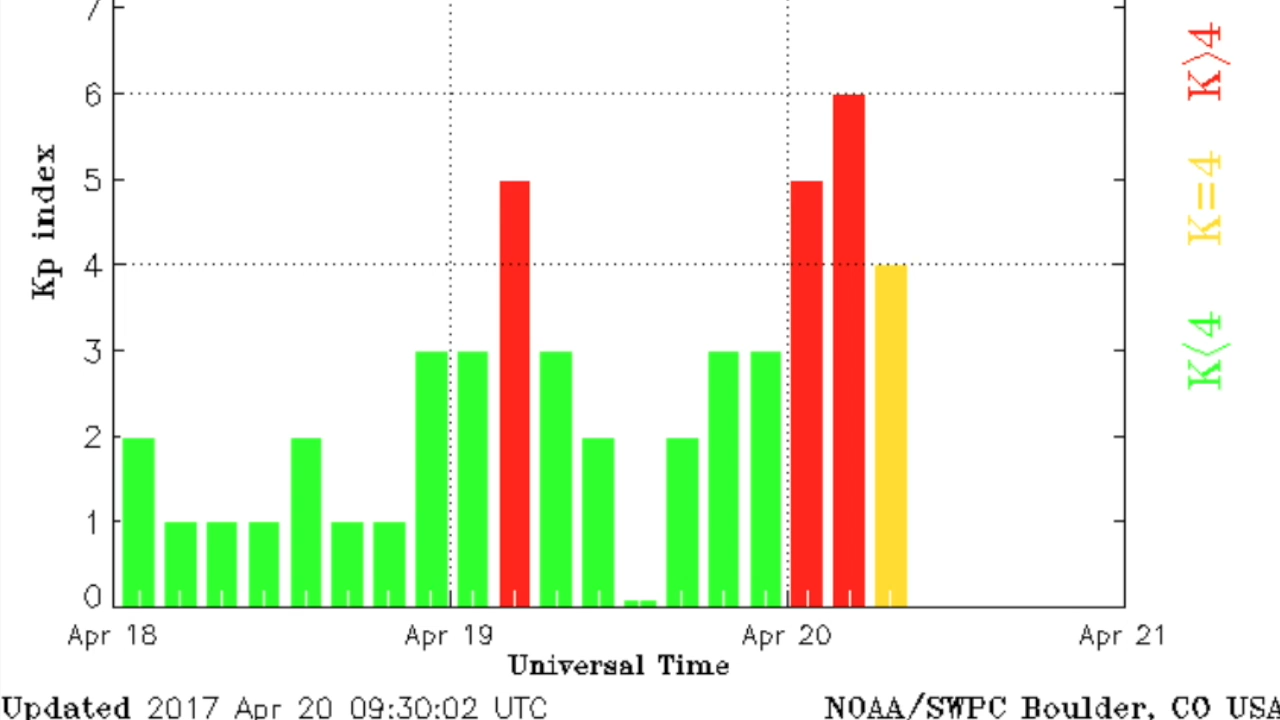 7
6
5
4
3
2
1
0
Kp index
Apr 18
Apr 19
Apr 20
Apr 21
Universal Time
K>4
K=4
K<4
Updated 2017 Apr 20 09:30:02 UTC
NOAA/SWPC Boulder, CO USA